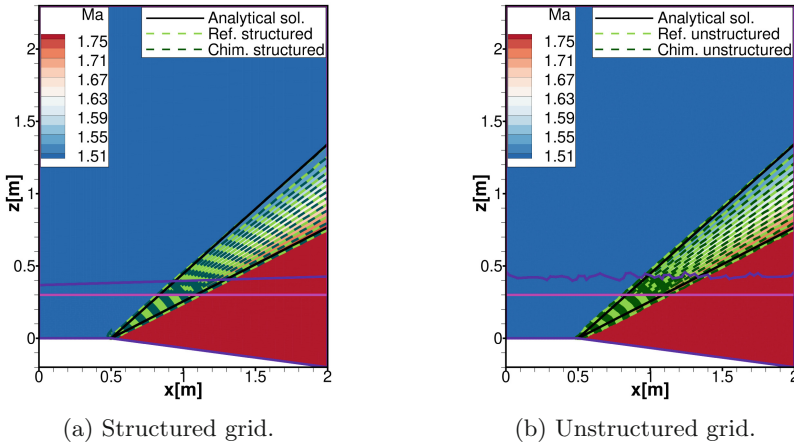 Ma
1.75
1.71
1.67
1.63
1.59
1.55
1.51
Analytical sol.
Ref. structured
Chim. structured
z[m]
2
1.5
1
0.5
0
0
0.5
1
1.5
2
x[m]
(a) Structured grid.
Ma
1.75
1.71
1.67
1.63
1.59
1.55
1.51
Analytical sol.
Ref. unstructured
Chim. unstructured
z[m]
2
1.5
1
0.5
0
0
0.5
1
1.5
2
x[m]
(b) Unstructured grid.